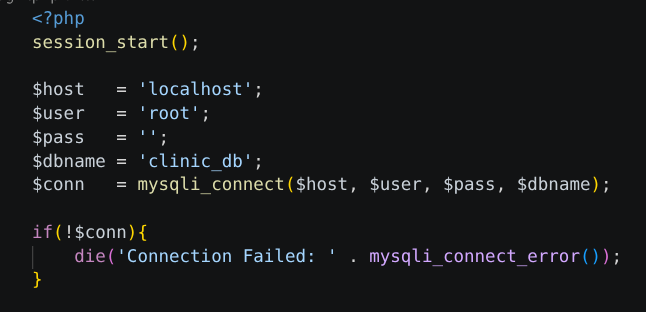 <?php
session_start();
$host   = 'localhost';
$user   = 'root';
$pass   = '';
$dbname = 'clinic_db';
$conn   = mysqli_connect($host, $user, $pass, $dbname);
if(!$conn){
    die('Connection Failed: ' . mysqli_connect_error());
}